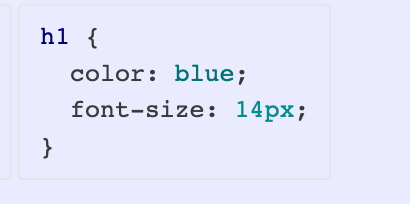 h1 {
  color: blue;
  font-size: 14px;
}